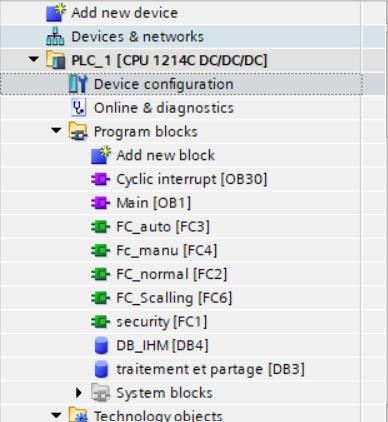 Add new device
Devices & networks
PLC_1 [CPU 1214C DC/DC/DC]
Device configuration
Online & diagnostics
Program blocks
Add new block
Cyclic interrupt [OB30]
Main [OB1]
FC_auto [FC3]
Fc_manu [FC4]
FC_normal [FC2]
FC_Scalling [FC6]
security [FC1]
DB_IHM [DB4]
traitement et partage [DB3]
System blocks
Technology objects